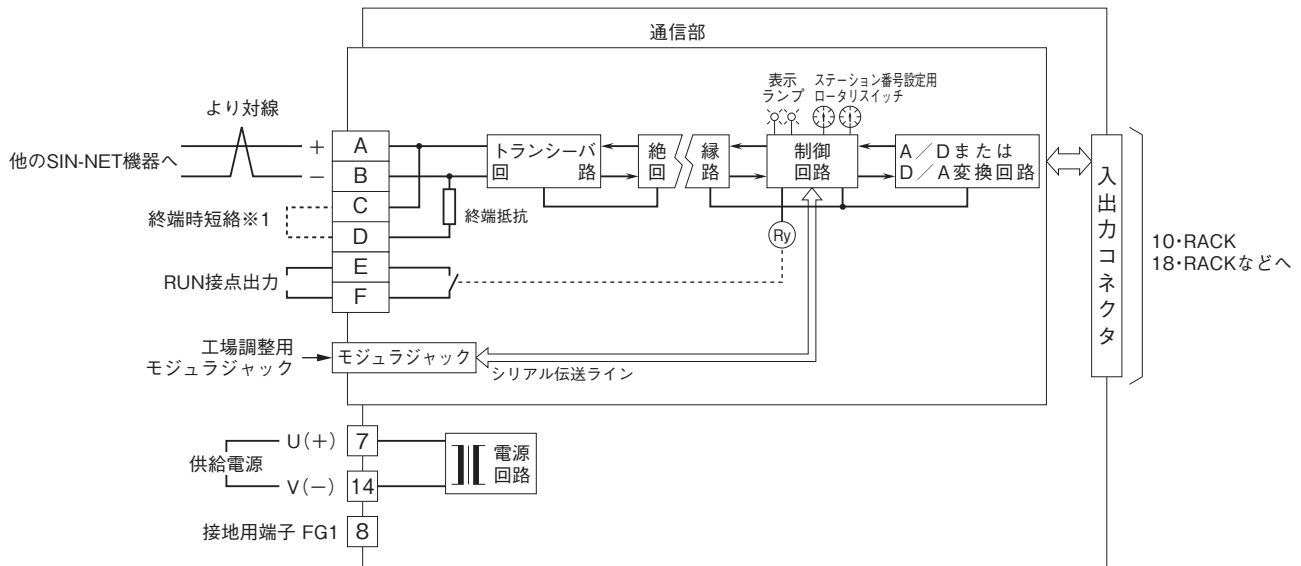 通信部
表示
ランプ
ステーション番号設定用
ロータリスイッチ
より対線
他のSIN-NET機器へ
+
−
A
B
C
D
E
F
トランシーバ
回路
絶縁
回路
制御
回路
A/Dまたは
D/A変換回路
終端時短絡※1
終端抵抗
Ry
RUN接点出力
入出力コネクタ
10・RACK
18・RACKなどへ
工場調整用
モジュラジャック
モジュラジャック
シリアル伝送ライン
供給電源
U(+)
7
V(−)
14
電源
回路
接地用端子 FG1
8